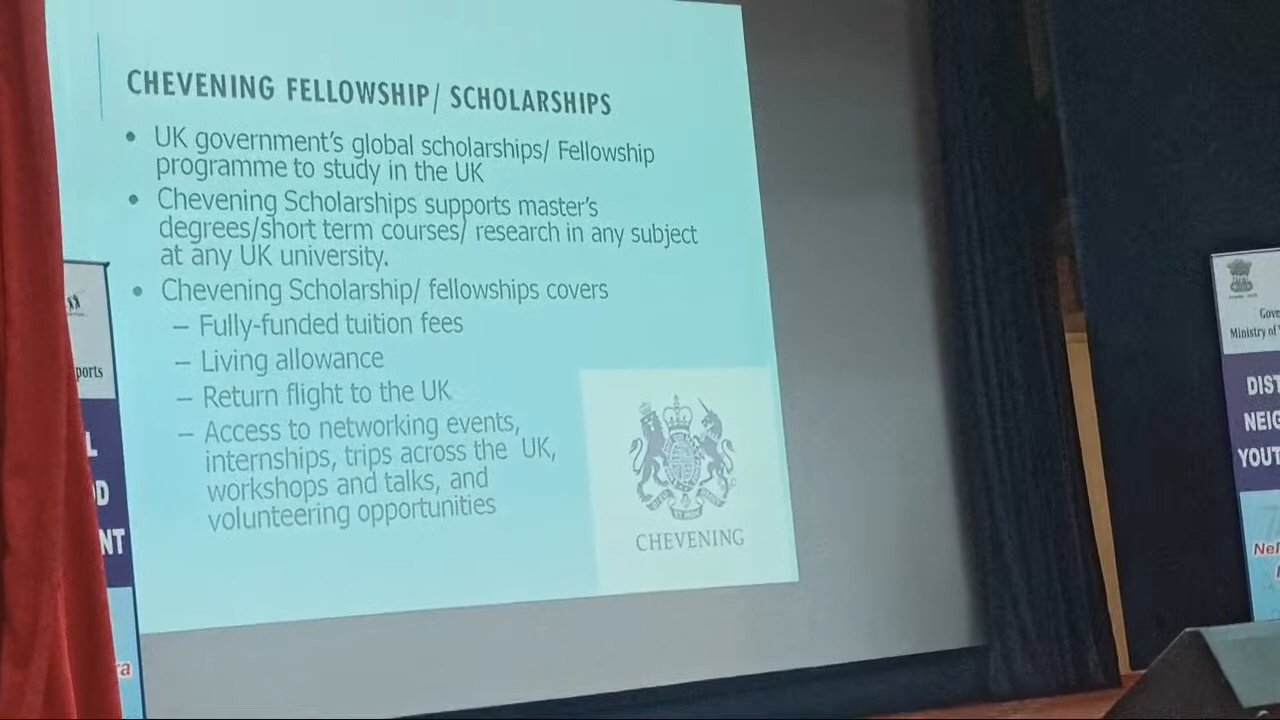 CHEVENING FELLOWSHIP/ SCHOLARSHIPS
• UK government's global scholarships/ Fellowship
programme to study in the UK
• Chevening Scholarships supports master's
degrees/short term courses/ research in any subject
at any UK university.
• Chevening Scholarship/ fellowships covers
– Fully-funded tuition fees
– Living allowance
– Return flight to the UK
– Access to networking events,
internships, trips across the UK,
workshops and talks, and
volunteering opportunities
CHEVENING
ports
L
D
NT
ra
Gove
Ministry of
DIST
NEIG
YOUT
Neh